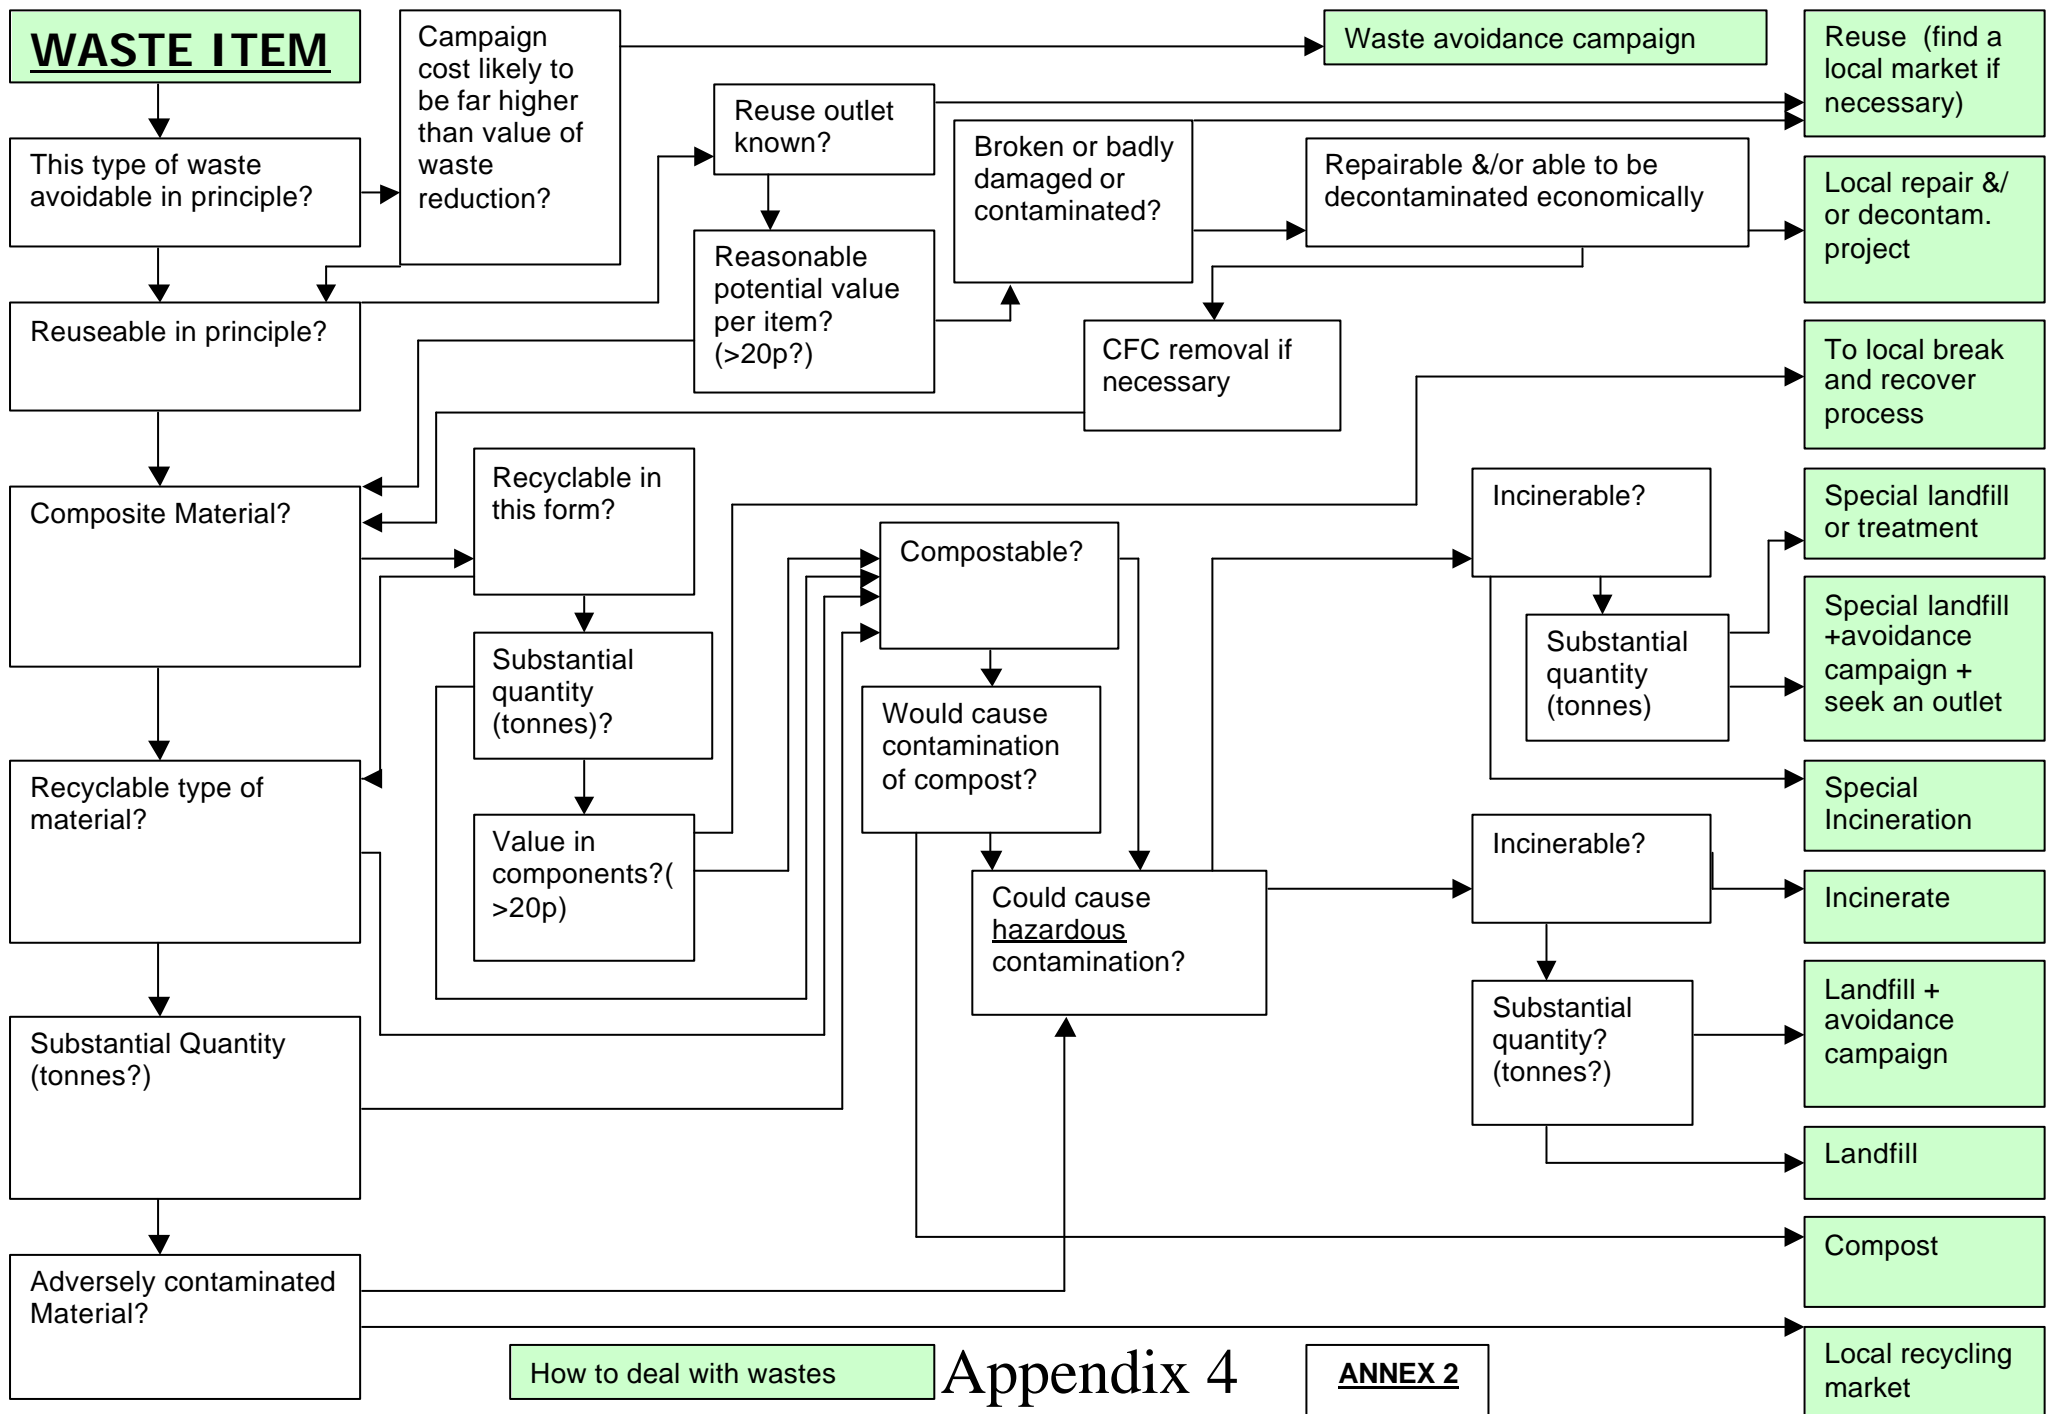 WASTE ITEM
Campaign
cost likely to
be far higher
than value of
waste
reduction?
Waste avoidance campaign
Reuse (find a
local market if
necessary)
This type of waste
avoidable in principle?
Reuse outlet
known?
Broken or badly
damaged or
contaminated?
Repairable &/or able to be
decontaminated economically
Local repair &/
or decontam.
project
Reuseable in principle?
Reasonable
potential value
per item?
(>20p?)
CFC removal if
necessary
To local break
and recover
process
Composite Material?
Recyclable in
this form?
Compostable?
Incinerable?
Special landfill
or treatment
Substantial
quantity
(tonnes)?
Substantial
quantity
(tonnes)
Special landfill
+avoidance
campaign +
seek an outlet
Would cause
contamination
of compost?
Recyclable type of
material?
Value in
components?(
>20p)
Special
Incineration
Incinerable?
Could cause
hazardous
contamination?
Incinerate
Substantial Quantity
(tonnes?)
Substantial
quantity?
(tonnes?)
Landfill +
avoidance
campaign
Landfill
Compost
Adversely contaminated
Material?
Local recycling
market
How to deal with wastes
Appendix 4
ANNEX 2